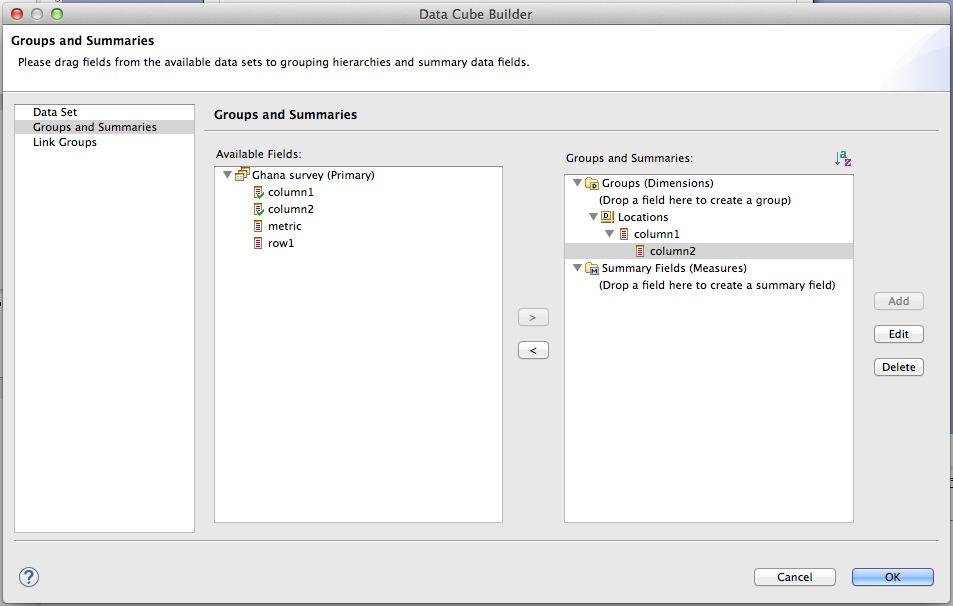 Data Cube Builder
Groups and Summaries
Please drag fields from the available data sets to grouping hierarchies and summary data fields.
Data Set
Groups and Summaries
Link Groups
Groups and Summaries
Available Fields:
Ghana survey (Primary)
column1
column2
metric
row1
>
<
Groups and Summaries:
Groups (Dimensions)
(Drop a field here to create a group)
Locations
column1
column2
Summary Fields (Measures)
(Drop a field here to create a summary field)
Add
Edit
Delete
?
Cancel
OK